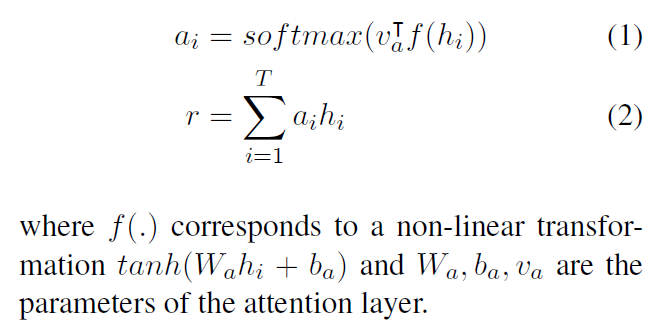 a_i = softmax(v_a^⊺ f(h_i)) (1)
r = \sum_{i=1}^{T} a_i h_i (2)
where f(.) corresponds to a non-linear transfor-
mation tanh(W_a h_i + b_a) and W_a, b_a, v_a are the
parameters of the attention layer.